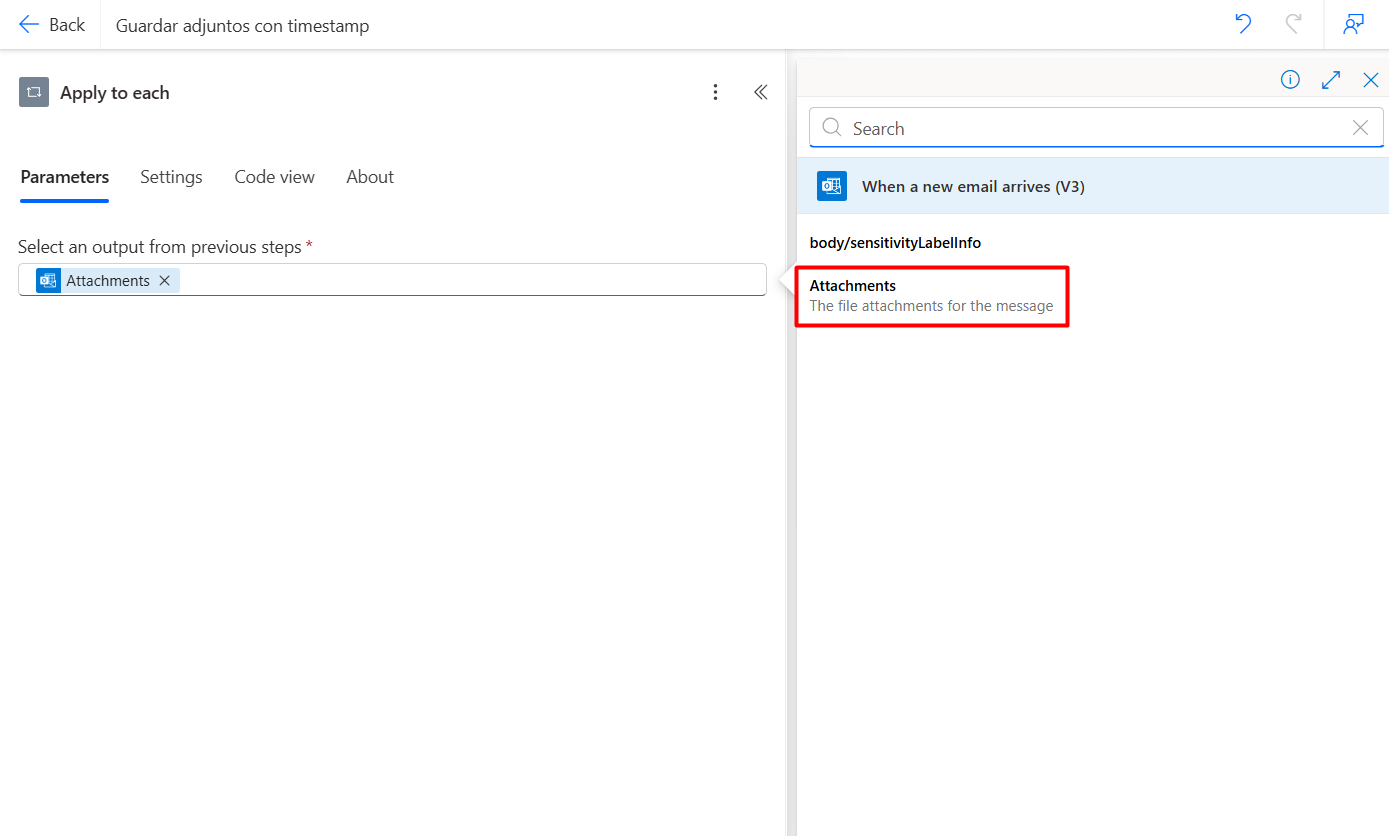 Back
Guardar adjuntos con timestamp
Apply to each
Parameters
Settings
Code view
About
Select an output from previous steps *
Attachments
Search
When a new email arrives (V3)
body/sensitivityLabelInfo
Attachments
The file attachments for the message